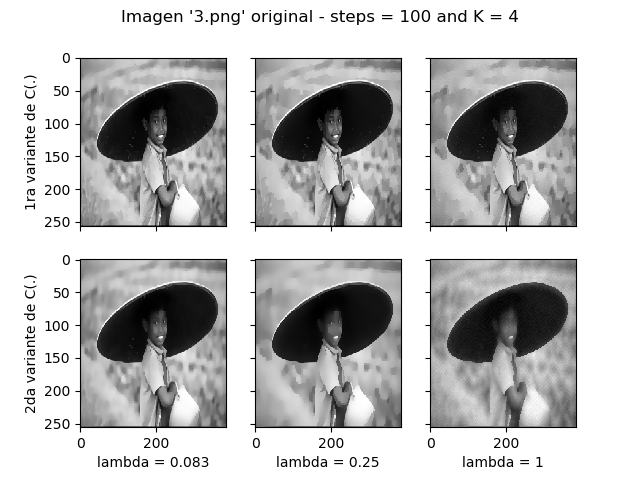 Imagen '3.png' original - steps = 100 and K = 4
1ra variante de C(.)
0
50
100
150
200
250
2da variante de C(.)
0
50
100
150
200
250
0 200 0 200 0 200
lambda = 0.083 lambda = 0.25 lambda = 1